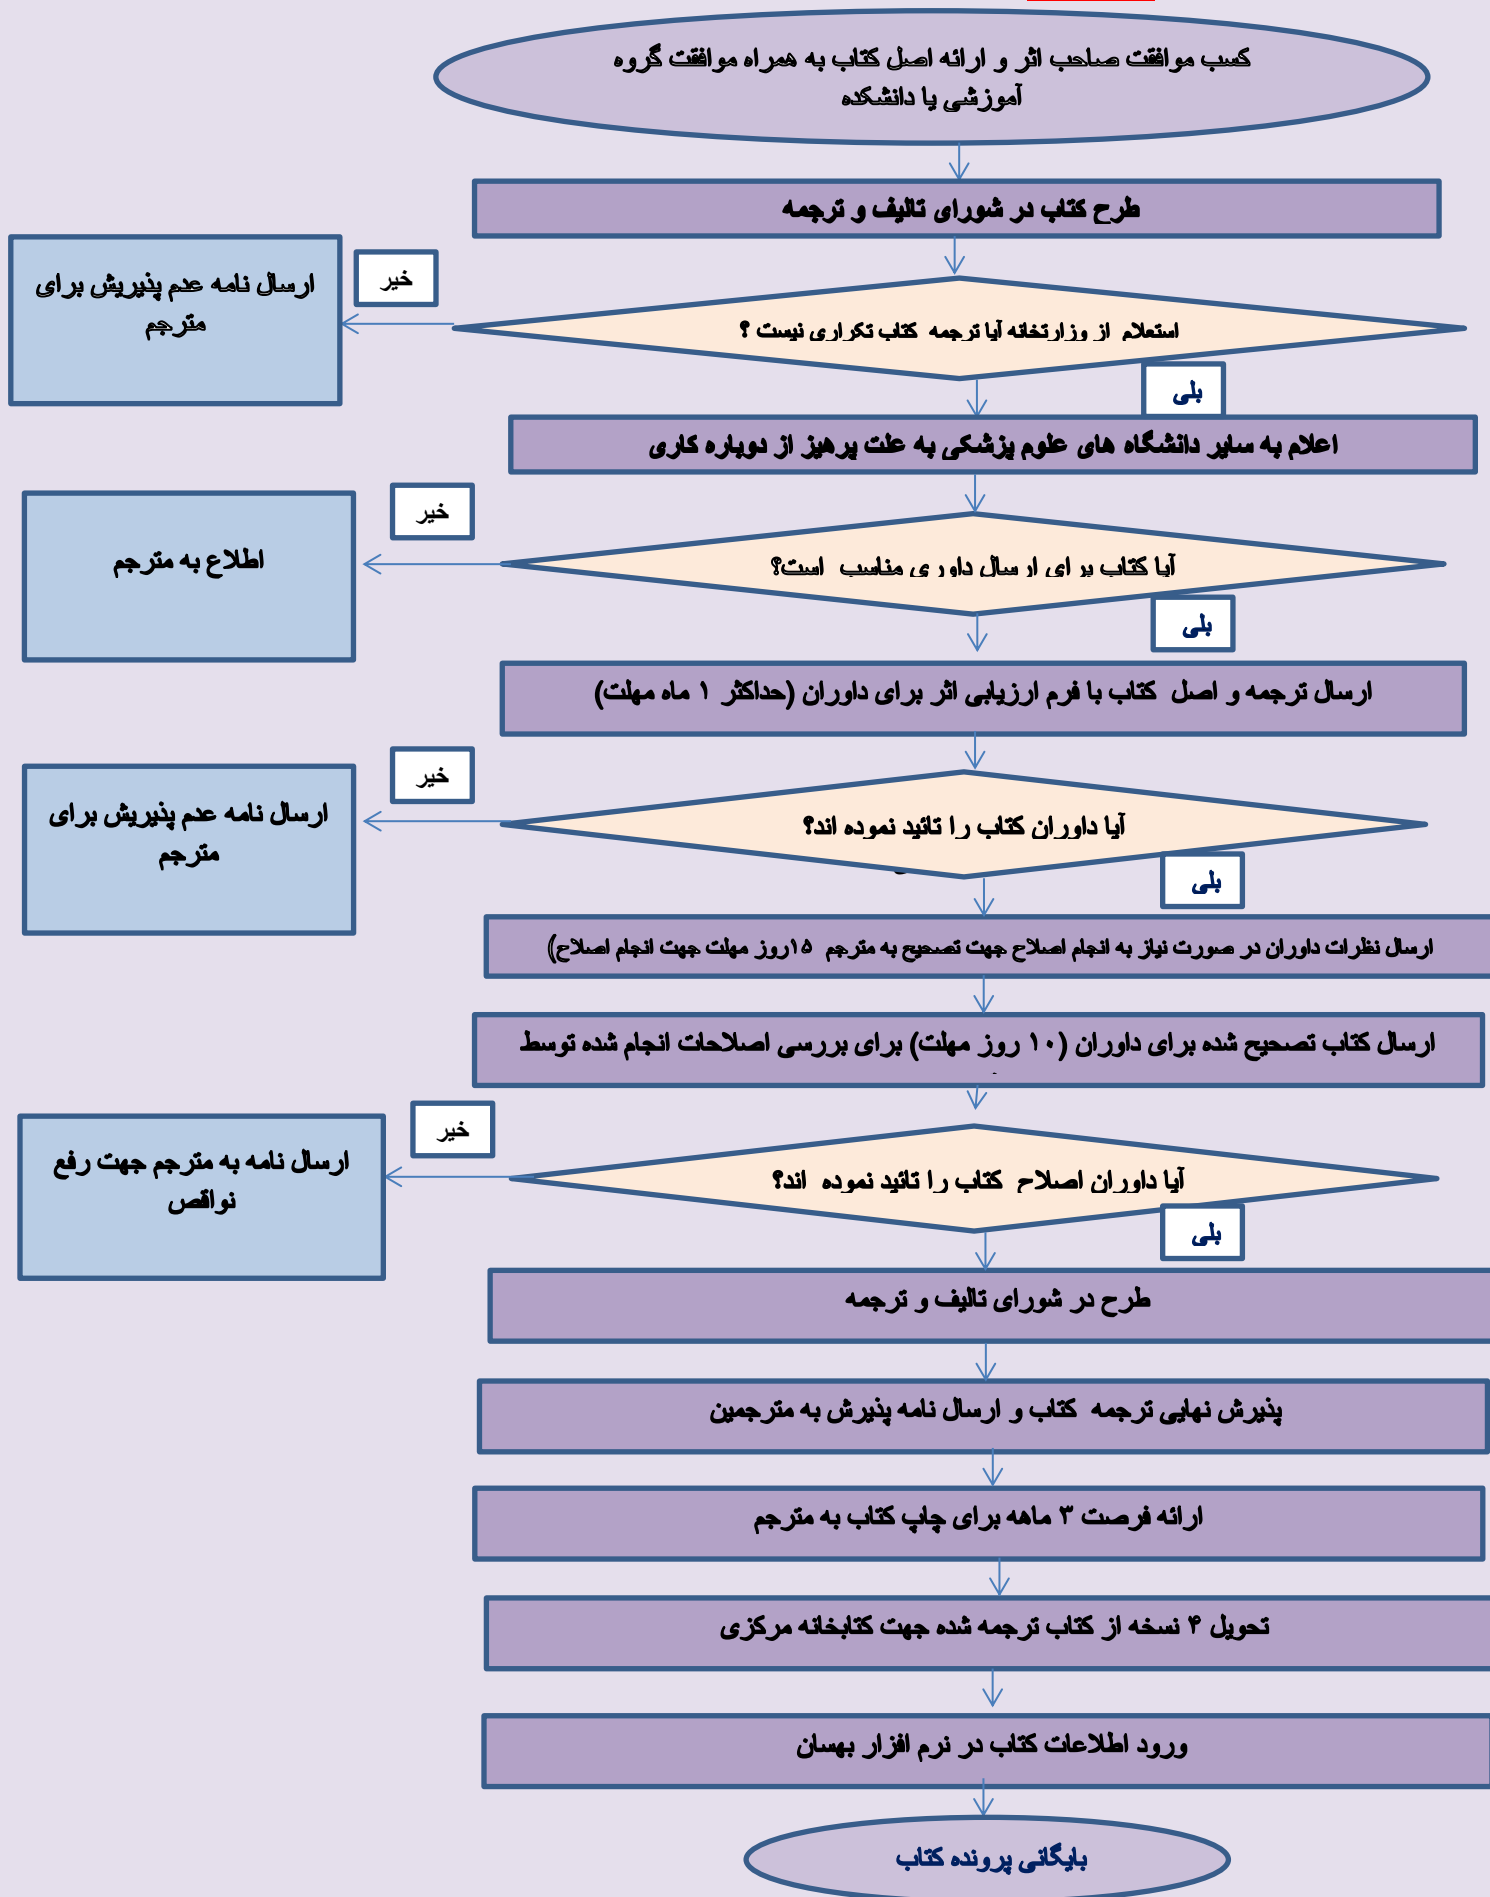 کسب موافقت صاحب اثر و ارائه اصل کتاب به همراه موافقت گروه
آموزشی یا دانشکده
طرح کتاب در شورای تالیف و ترجمه
استعلام از وزارتخانه آیا ترجمه کتاب تکراری نیست ؟
خیر
ارسال نامه عدم پذیریش برای
مترجم
بلی
اعلام به سایر دانشگاه های علوم پزشکی به علت پرهیز از دوباره کاری
آیا کتاب برای ارسال داوری مناسب است؟
خیر
اطلاع به مترجم
بلی
ارسال ترجمه و اصل کتاب با فرم ارزیابی اثر برای داوران (حداکثر ۱ ماه مهلت)
آیا داوران کتاب را تائید نموده اند؟
خیر
ارسال نامه عدم پذیریش برای
مترجم
بلی
ارسال نظرات داوران در صورت نیاز به انجام اصلاح جهت تصحیح به مترجم ۱۵روز مهلت جهت انجام اصلاح)
ارسال کتاب تصحیح شده برای داوران (۱۰ روز مهلت) برای بررسی اصلاحات انجام شده توسط
آیا داوران اصلاح کتاب را تائید نموده اند؟
خیر
ارسال نامه به مترجم جهت رفع
نواقص
بلی
طرح در شورای تالیف و ترجمه
پذیرش نهایی ترجمه کتاب و ارسال نامه پذیرش به مترجمین
ارائه فرصت ۳ ماهه برای چاپ کتاب به مترجم
تحویل ۴ نسخه از کتاب ترجمه شده جهت کتابخانه مرکزی
ورود اطلاعات کتاب در نرم افزار بهسان
بایگانی پرونده کتاب